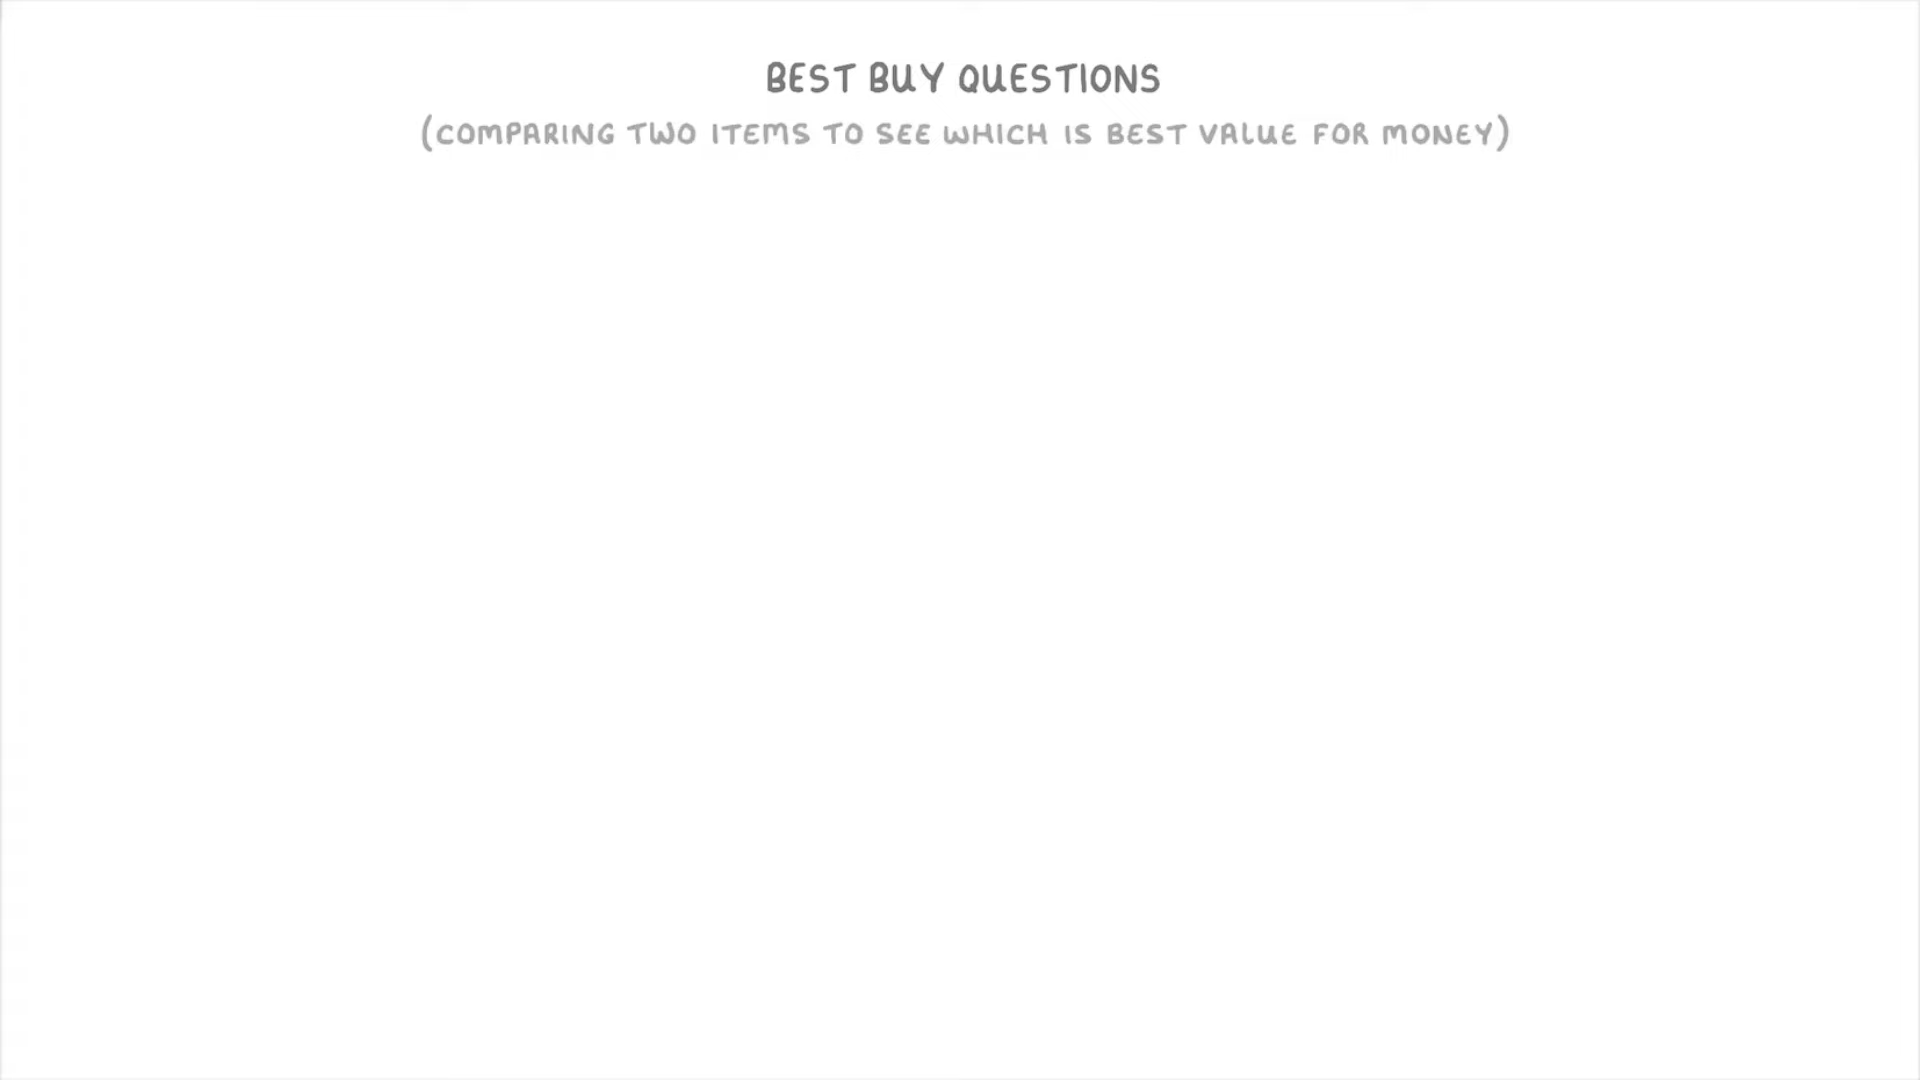 BEST BUY QUESTIONS
(COMPARING TWO ITEMS TO SEE WHICH IS BEST VALUE FOR MONEY)